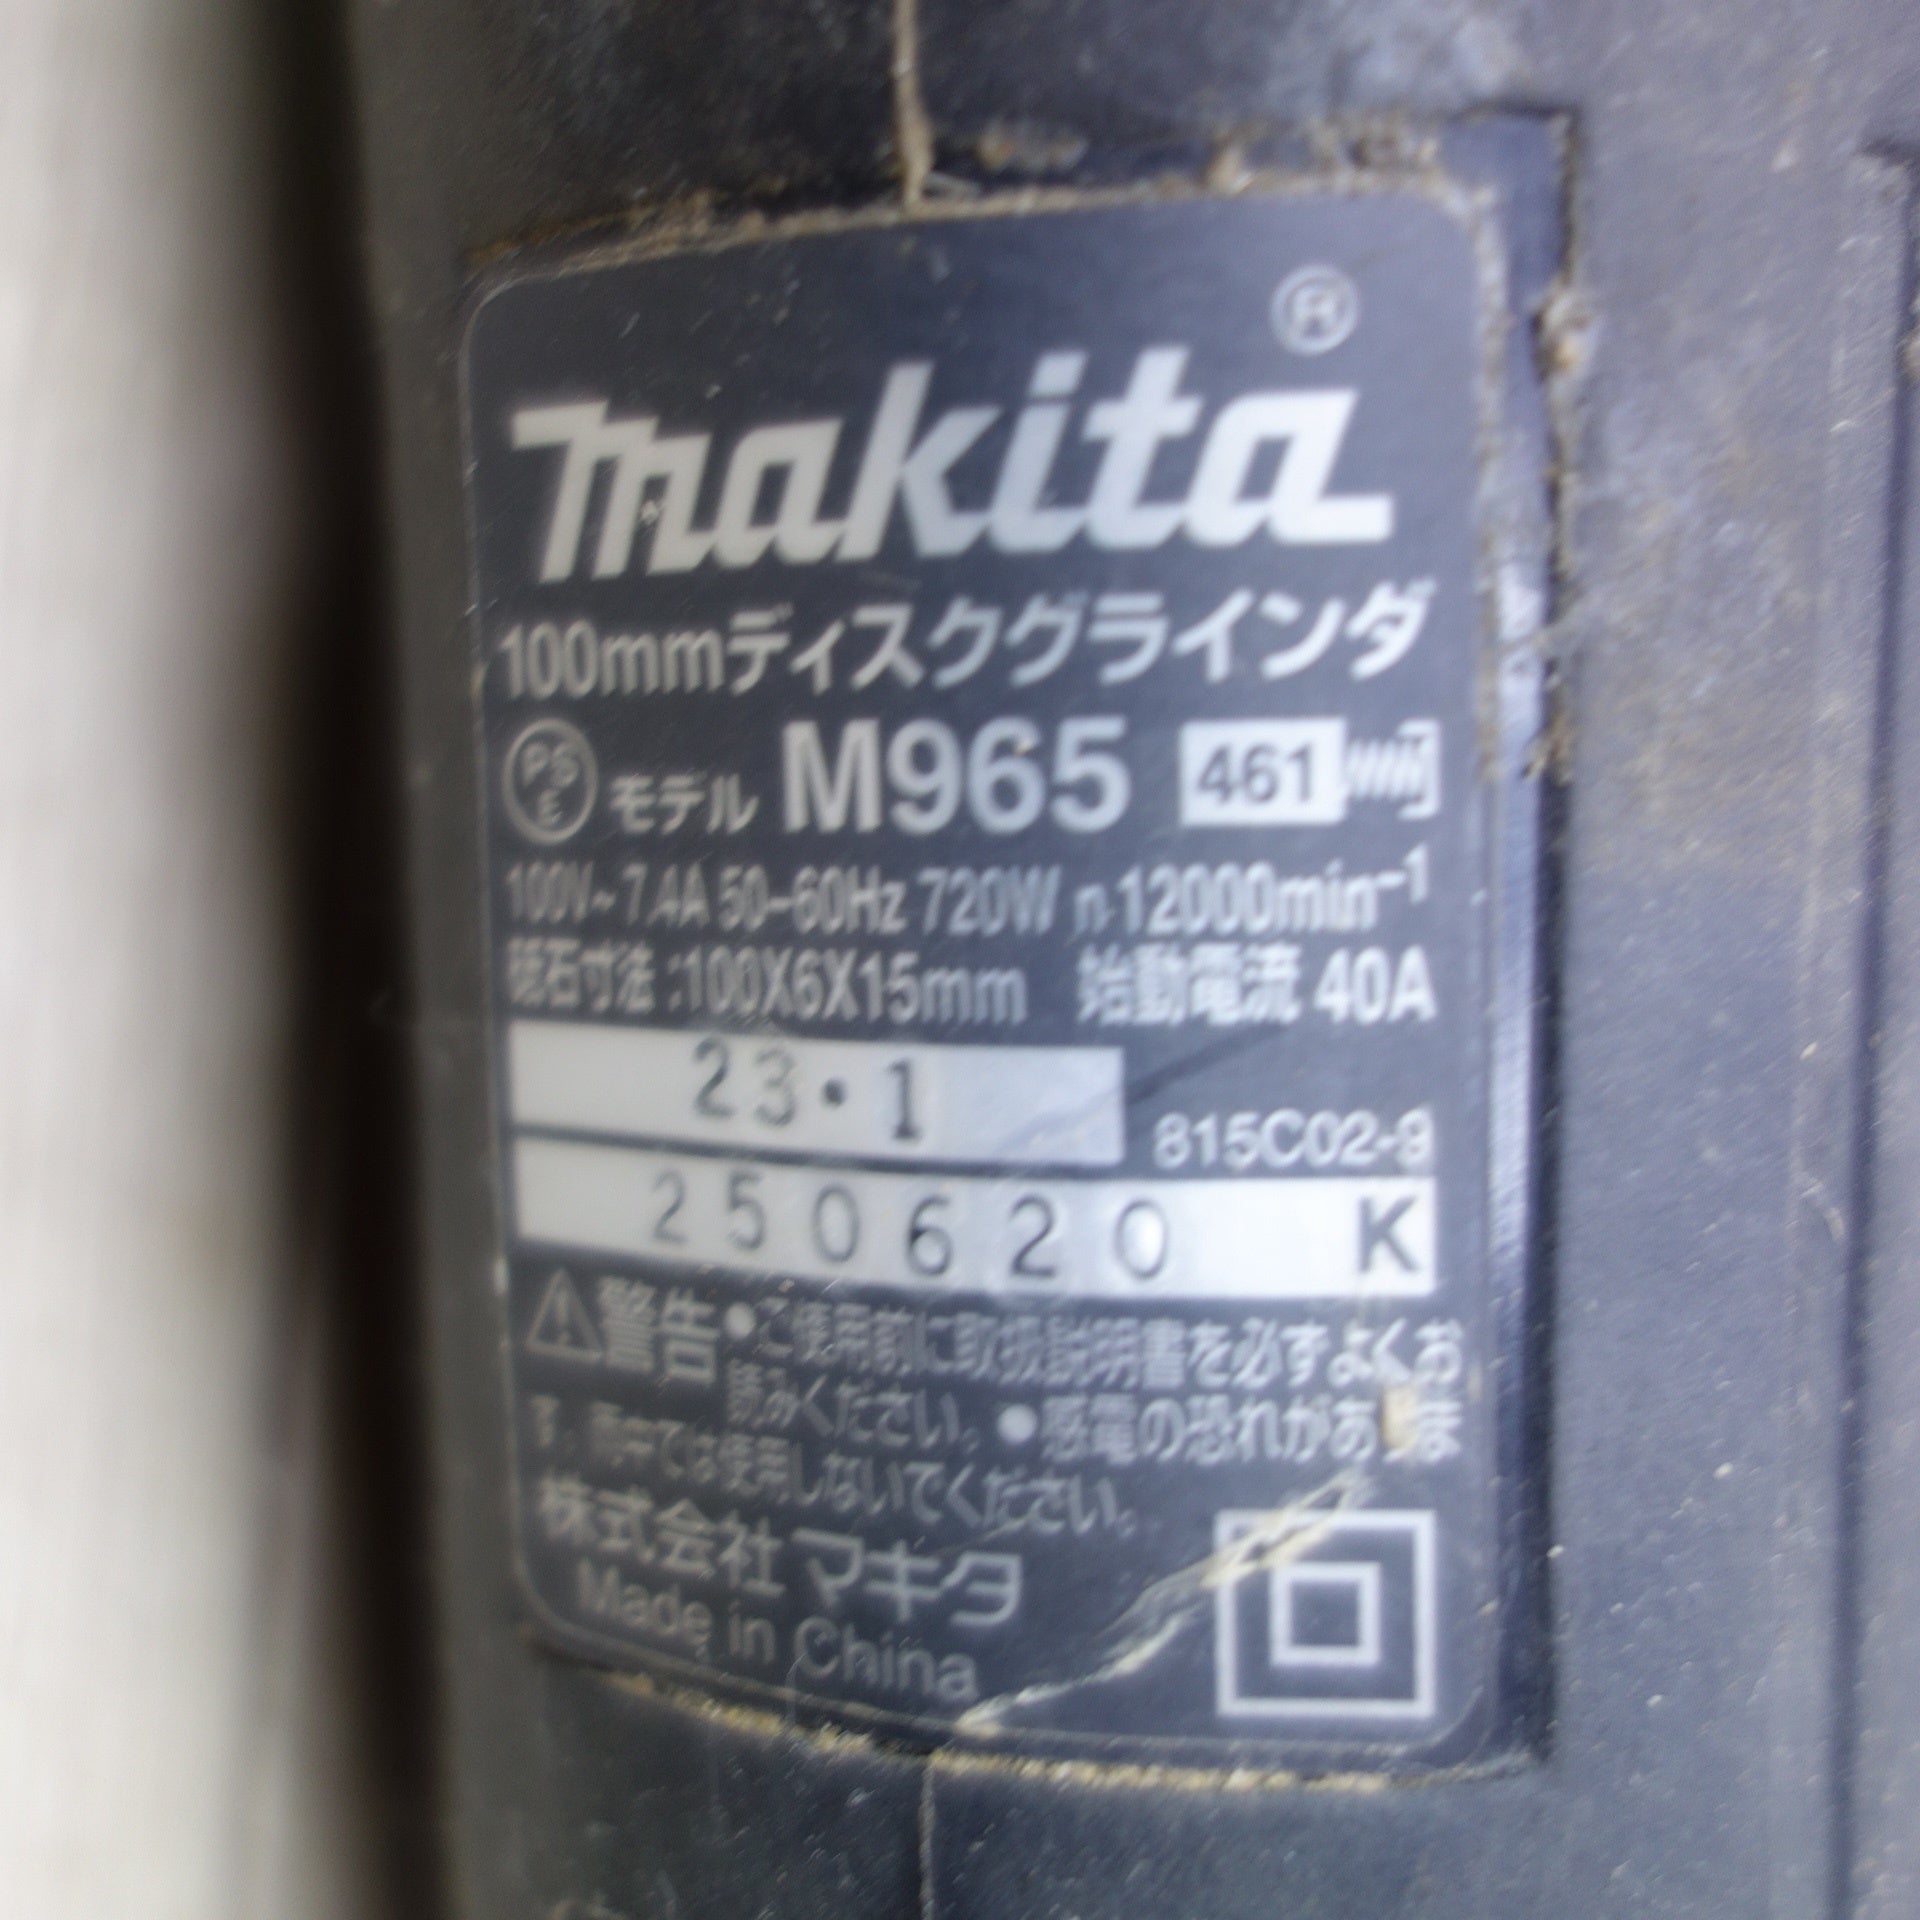 makita®
100mmディスクグラインダ
PSE モデル M965 461
100V~7.4A 50-60Hz 720W n 12000min⁻¹
砥石寸法:100X6X15mm 始動電流 40A
23・1
815C02-9
250620 K
⚠警告 ●ご使用前に取扱説明書を必ずよくお
読みください。●感電の恐れがありま
す。雨中では使用しないでください。
株式会社マキタ
Made in China